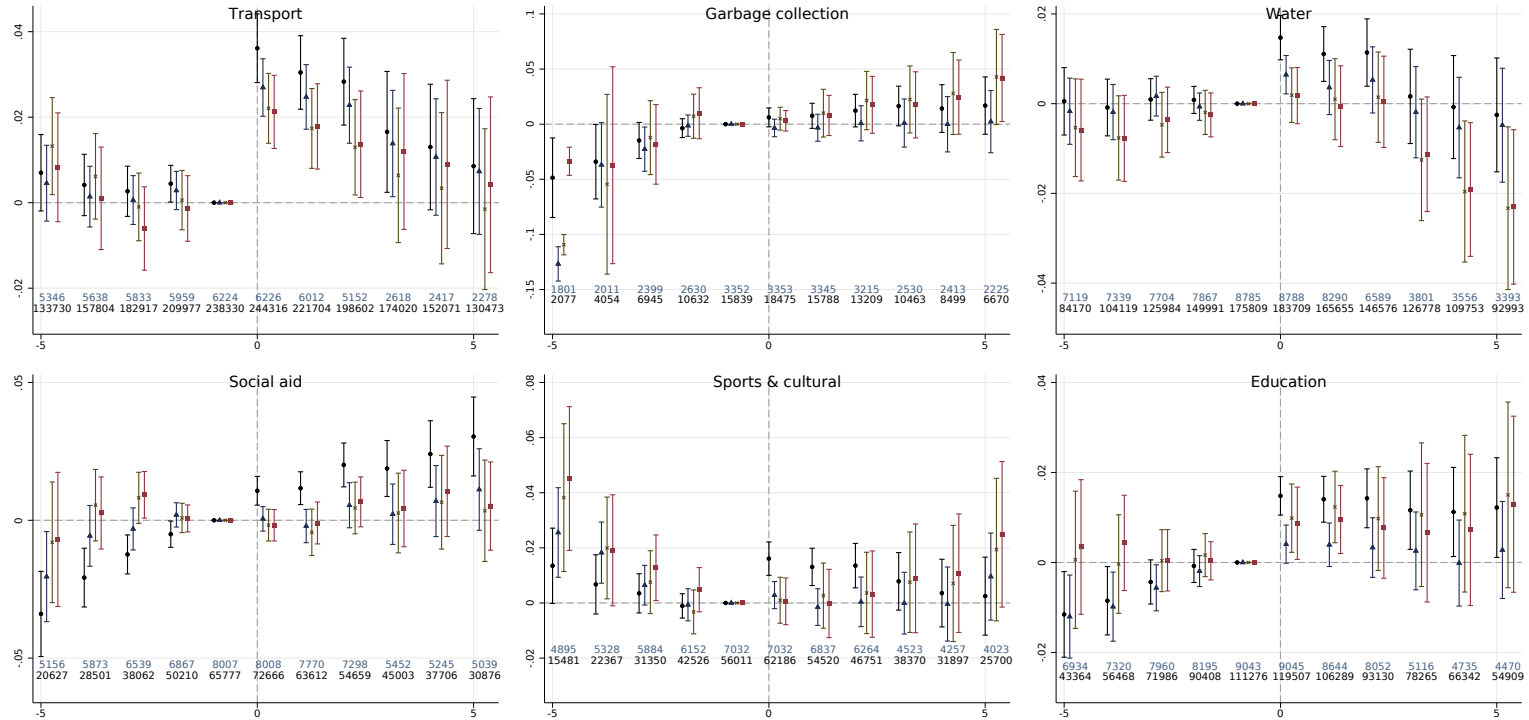 Transport
.04
.02
0
-.02
5346 5638 5833 5959 6224 6226 6012 5152 2618 2417 2278
133730 157804 182917 209977 238330 244316 221704 198602 174020 152071 130473
-5 0 5
Garbage collection
.1
.05
0
-.05
-.1
-.15
1801 2011 2399 2630 3352 3353 3345 3215 2530 2413 2225
2077 4054 6945 10632 15839 18475 15788 13209 10463 8499 6670
-5 0 5
Water
.02
0
-.02
-.04
7119 7339 7704 7867 8785 8788 8290 6589 3801 3556 3393
84170 104119 125984 149991 175809 183709 165655 146576 126778 109753 92993
-5 0 5
Social aid
.05
0
-.05
5156 5873 6539 6867 8007 8008 7770 7298 5452 5245 5039
20627 28501 38062 50210 65777 72666 63612 54659 45003 37706 30876
-5 0 5
Sports & cultural
.08
.06
.04
.02
0
-.02
4895 5328 5884 6152 7032 7032 6837 6264 4523 4257 4023
15481 22367 31350 42526 56011 62186 54520 46751 38370 31897 25700
-5 0 5
Education
.04
.02
0
-.02
6934 7320 7960 8195 9043 9045 8644 8052 5116 4735 4470
43364 56468 71986 90408 111276 119507 106289 93130 78265 66342 54909
-5 0 5